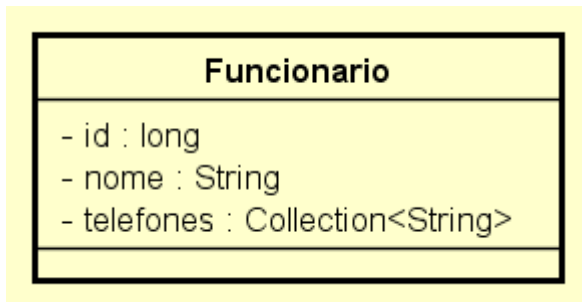 Funcionario
- id : long
- nome : String
- telefones : Collection<String>